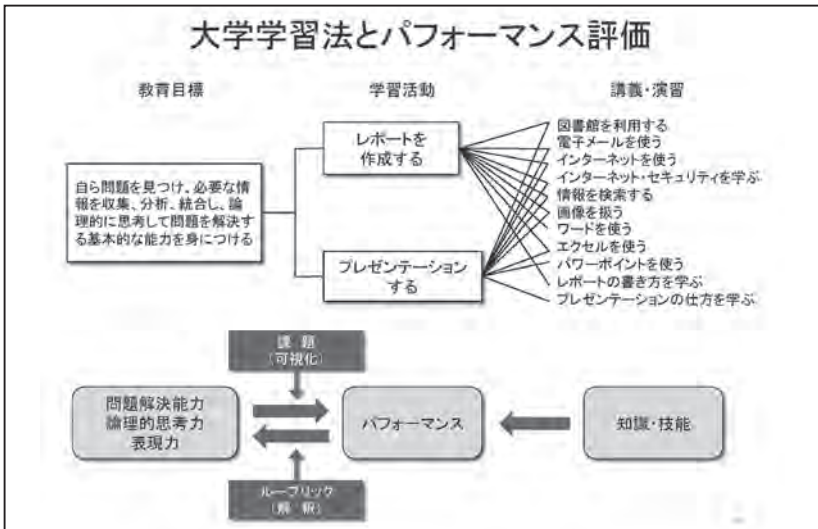 大学学習法とパフォーマンス評価
教育目標
学習活動
講義・演習
自ら問題を見つけ、必要な情
報を収集、分析、統合し、論
理的に思考して問題を解決す
る基本的な能力を身につける
レポートを
作成する
プレゼンテーション
する
図書館を利用する
電子メールを使う
インターネットを使う
インターネット・セキュリティを学ぶ
情報を検索する
画像を扱う
ワードを使う
エクセルを使う
パワーポイントを使う
レポートの書き方を学ぶ
プレゼンテーションの仕方を学ぶ
課 題
(可視化)
問題解決能力
論理的思考力
表現力
パフォーマンス
知識・技能
ルーブリック
(解 釈)